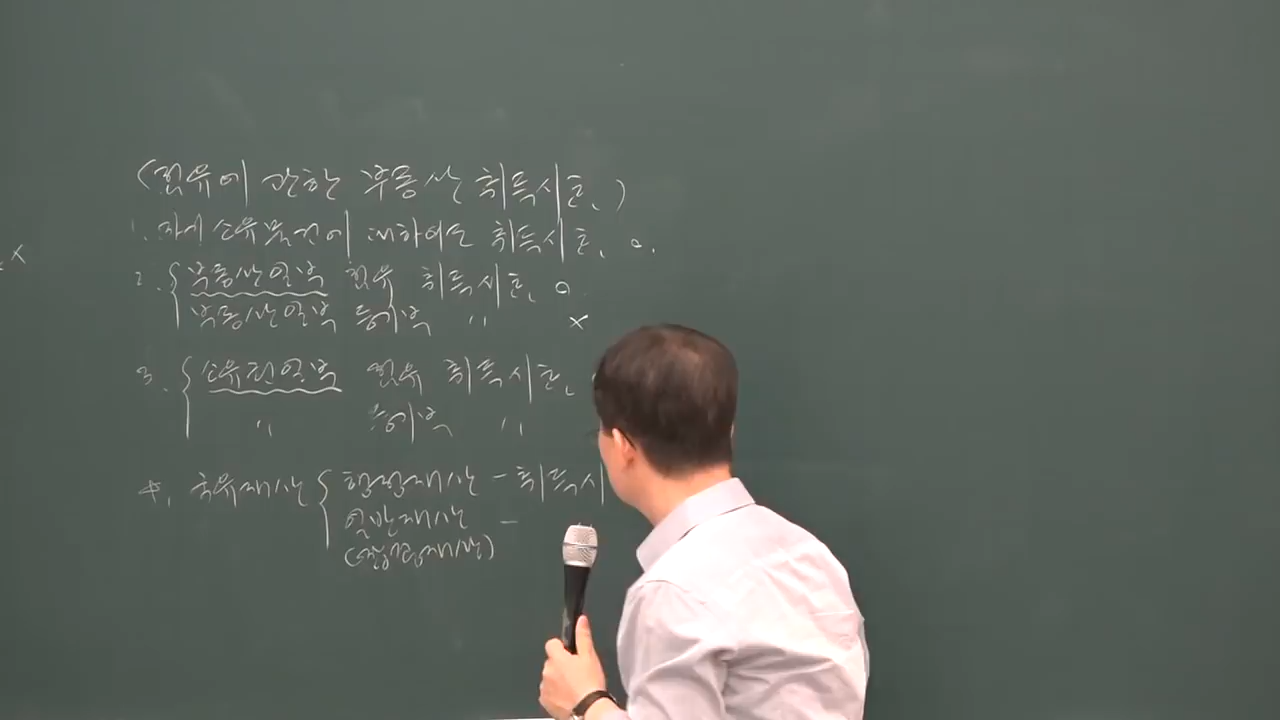 x
(점유에 관한 부동산 취득시효.)
1. 자기 소유물건에 대하여도 취득시효. o.
2. { 부동산일부 점유 취득시효. o.
부동산일부 등기부 〃 x
3. { 소유권일부 점유 취득시효.
〃 등기부 〃
4. 국유재산 { 행정재산 - 취득시
일반재산 -
(잡종재산)